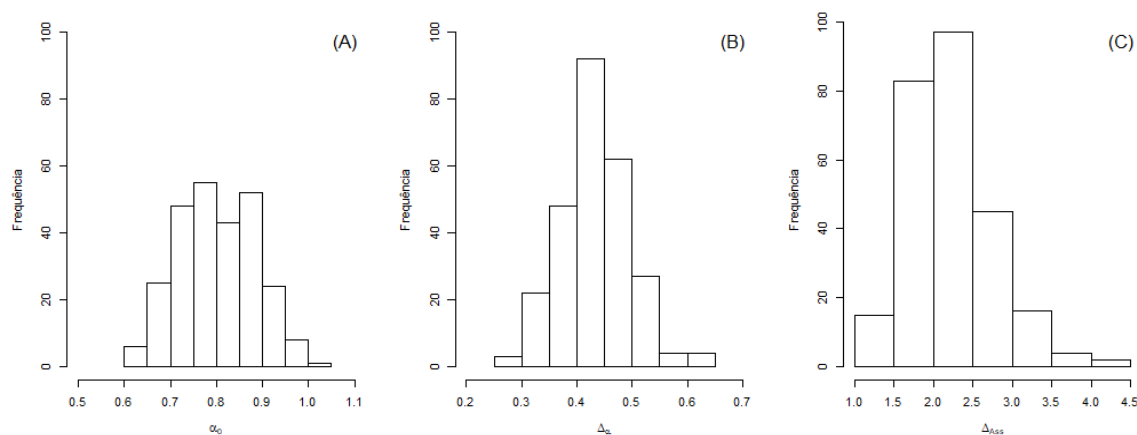 (A)
Frequência
0 20 40 60 80 100
0.5 0.6 0.7 0.8 0.9 1.0 1.1
α₀
(B)
Frequência
0 20 40 60 80 100
0.2 0.3 0.4 0.5 0.6 0.7
Δα
(C)
Frequência
0 20 40 60 80 100
1.0 1.5 2.0 2.5 3.0 3.5 4.0 4.5
ΔAss